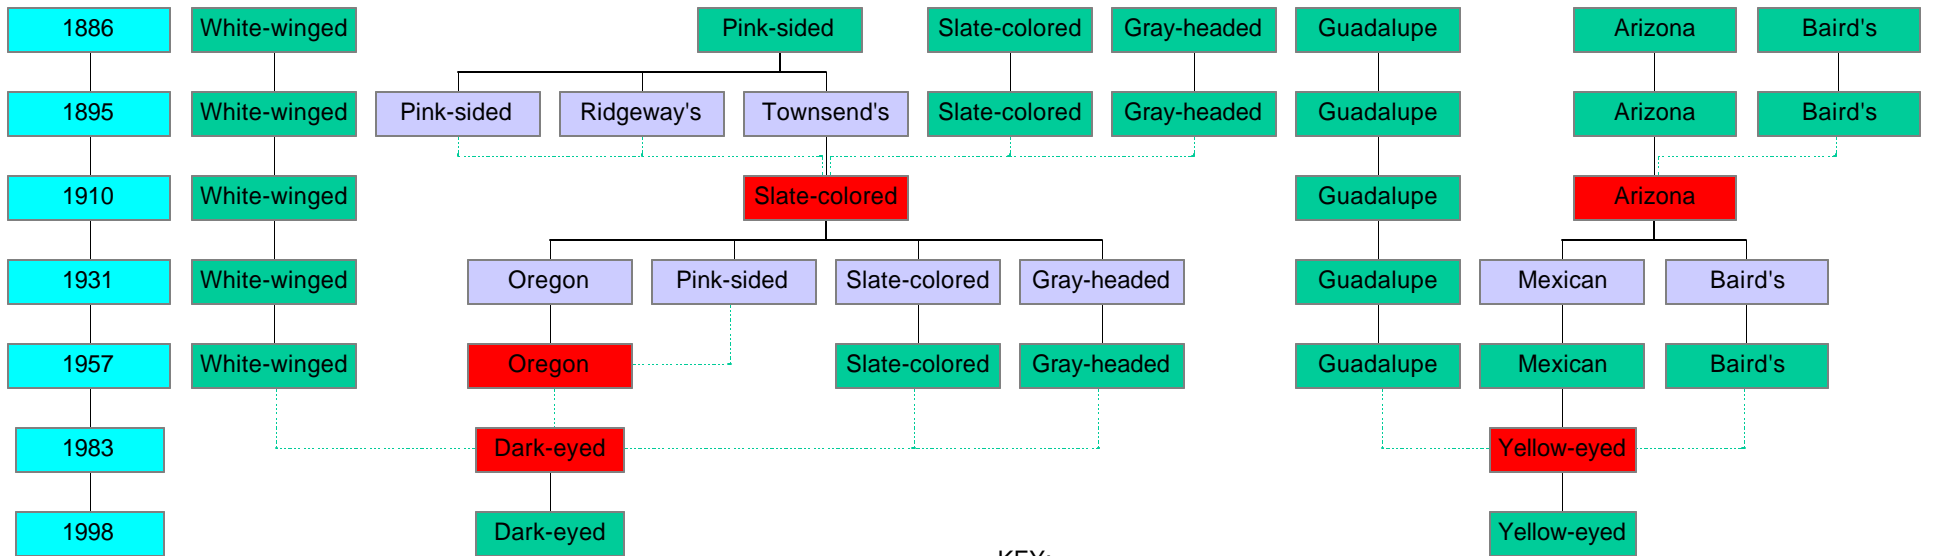 1886 White-winged Pink-sided Slate-colored Gray-headed Guadalupe Arizona Baird's
1895 White-winged Pink-sided Ridgeway's Townsend's Slate-colored Gray-headed Guadalupe Arizona Baird's
1910 White-winged Slate-colored Guadalupe Arizona
1931 White-winged Oregon Pink-sided Slate-colored Gray-headed Guadalupe Mexican Baird's
1957 White-winged Oregon Slate-colored Gray-headed Guadalupe Mexican Baird's
1983 Dark-eyed Yellow-eyed
1998 Dark-eyed Yellow-eyed
KEY: